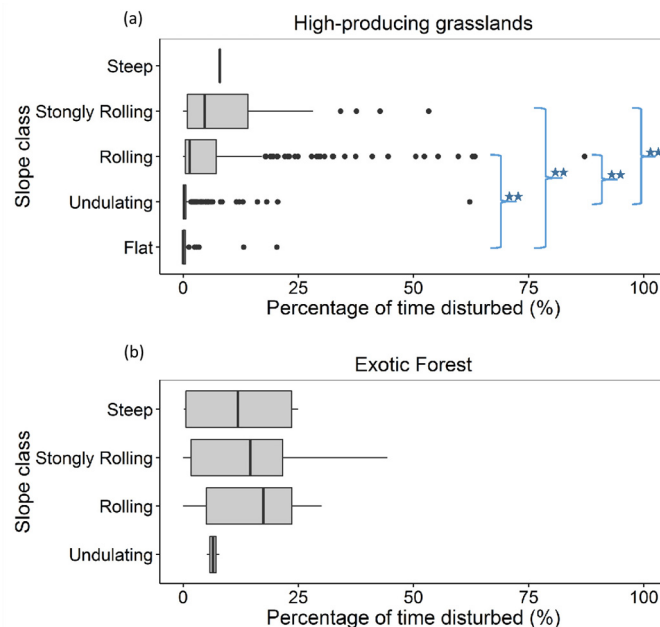 (a)
High-producing grasslands
Slope class
Steep
Stongly Rolling
Rolling
Undulating
Flat
0 25 50 75 100
Percentage of time disturbed (%)
(b)
Exotic Forest
Slope class
Steep
Stongly Rolling
Rolling
Undulating
0 25 50 75 100
Percentage of time disturbed (%)